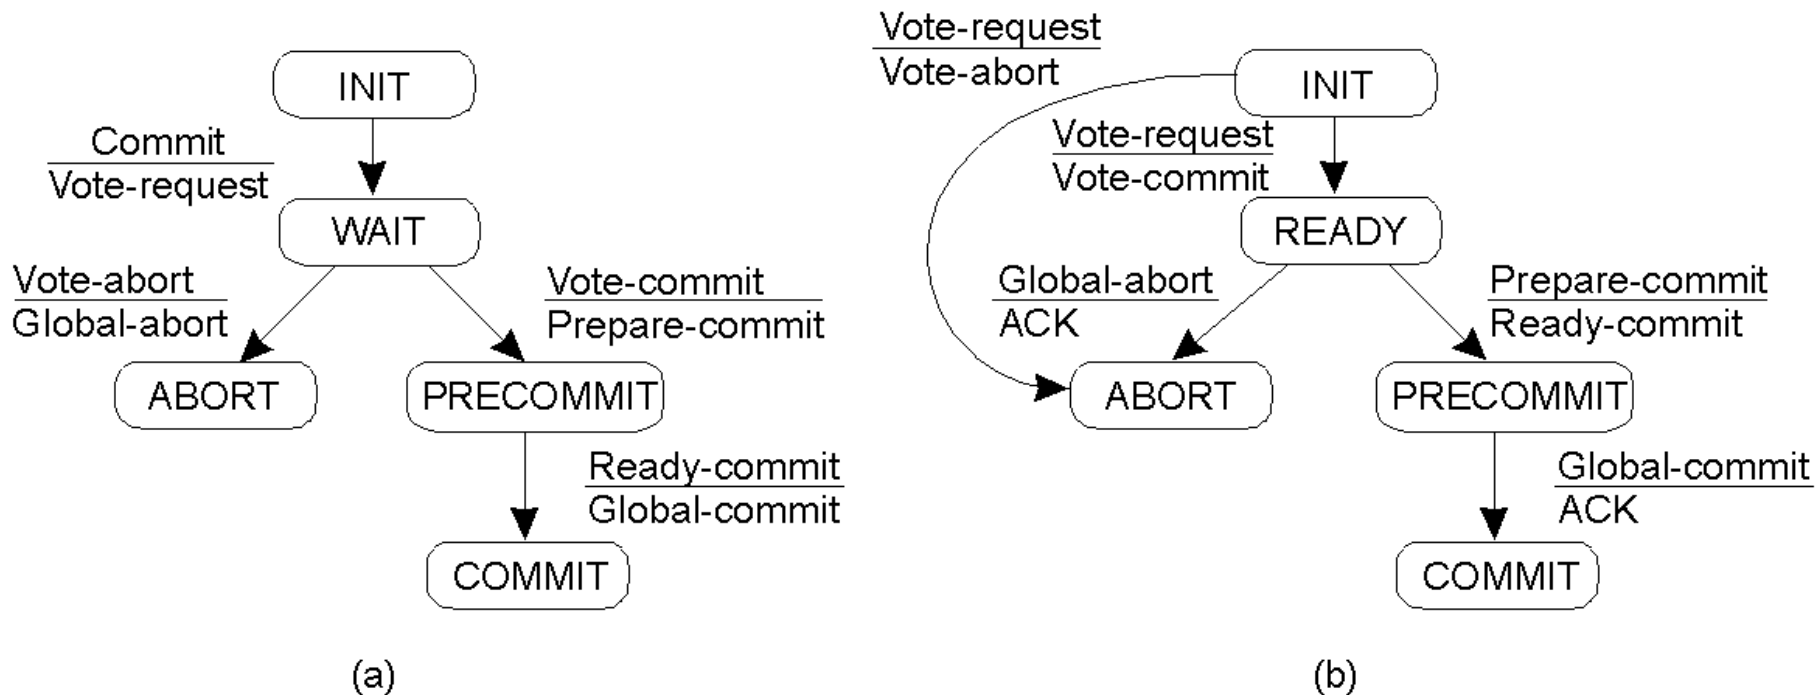 INIT
Commit
Vote-request
WAIT
Vote-abort
Global-abort
Vote-commit
Prepare-commit
ABORT
PRECOMMIT
Ready-commit
Global-commit
COMMIT
(a)
Vote-request
Vote-abort
INIT
Vote-request
Vote-commit
READY
Global-abort
ACK
Prepare-commit
Ready-commit
ABORT
PRECOMMIT
Global-commit
ACK
COMMIT
(b)